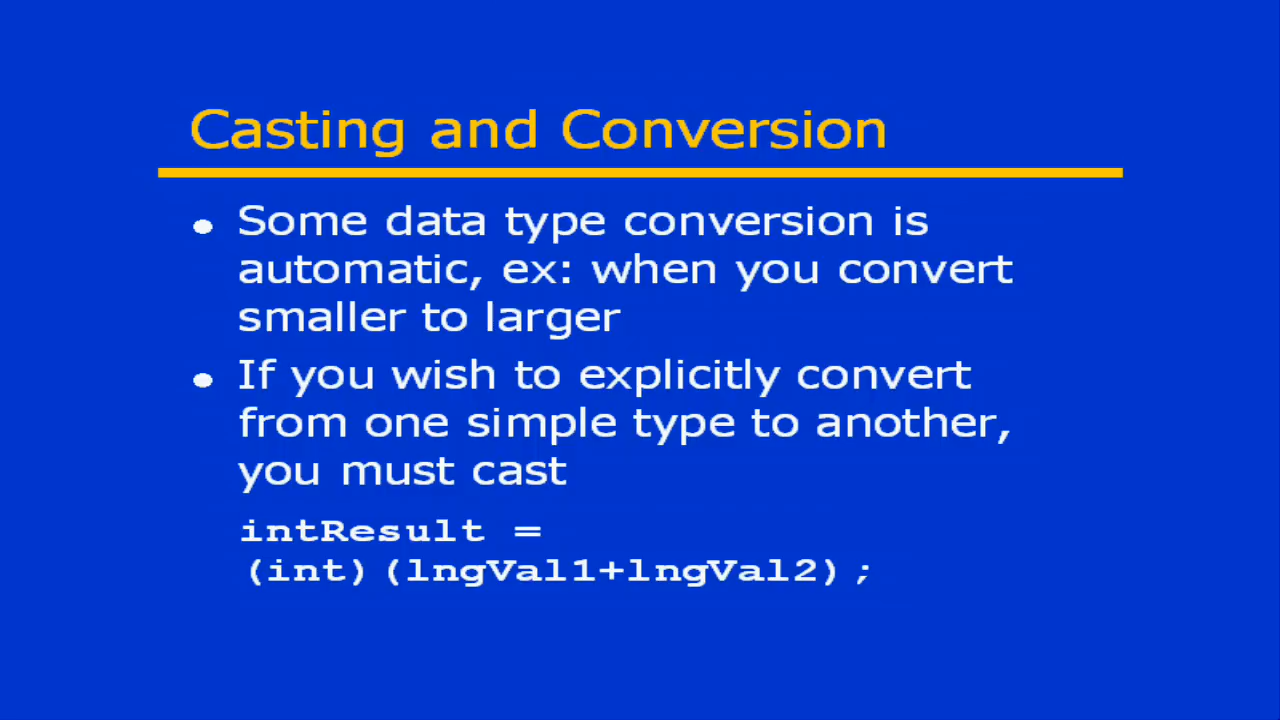 Casting and Conversion
Some data type conversion is
automatic, ex: when you convert
smaller to larger
If you wish to explicitly convert
from one simple type to another,
you must cast
intResult =
(int)(lngVal1+lngVal2);